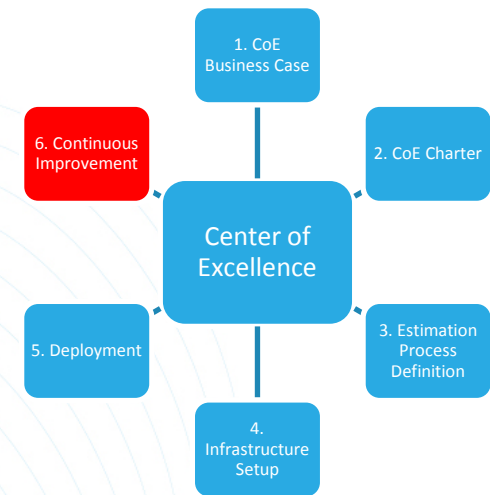 1. CoE
Business Case
2. CoE Charter
3. Estimation
Process
Definition
4.
Infrastructure
Setup
5. Deployment
6. Continuous
Improvement
Center of
Excellence